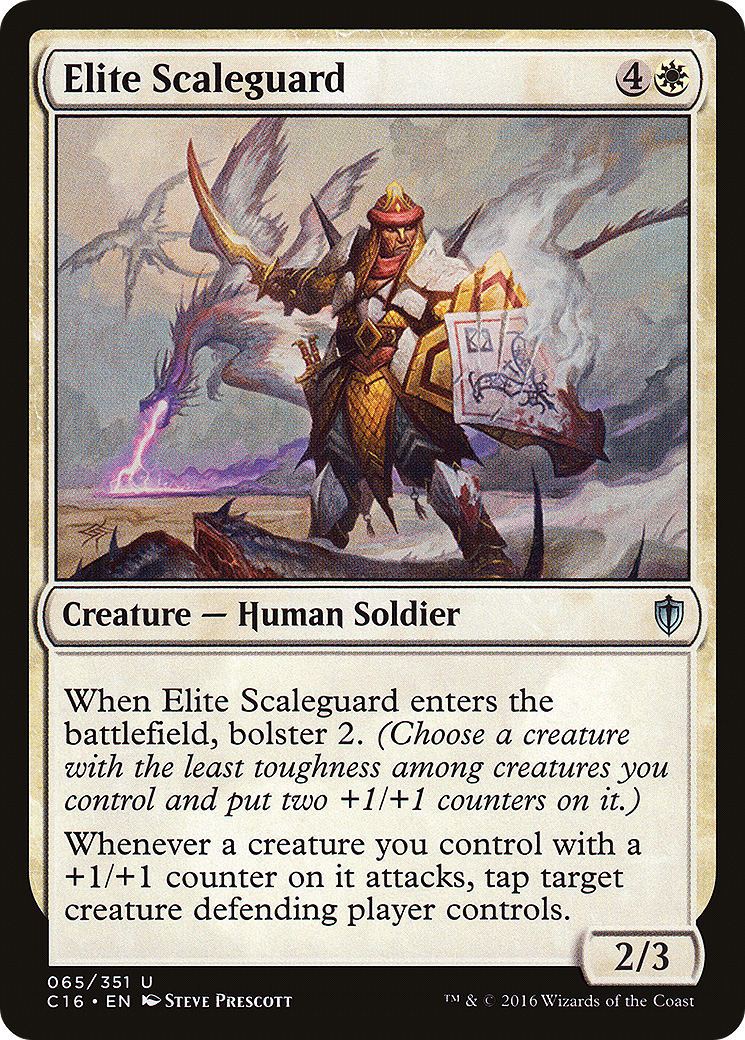 Elite Scaleguard 4
Creature — Human Soldier
When Elite Scaleguard enters the
battlefield, bolster 2. (Choose a creature
with the least toughness among creatures you
control and put two +1/+1 counters on it.)
Whenever a creature you control with a
+1/+1 counter on it attacks, tap target
creature defending player controls.
2/3
065/351 U
C16 • EN Steve Prescott
™ & © 2016 Wizards of the Coast